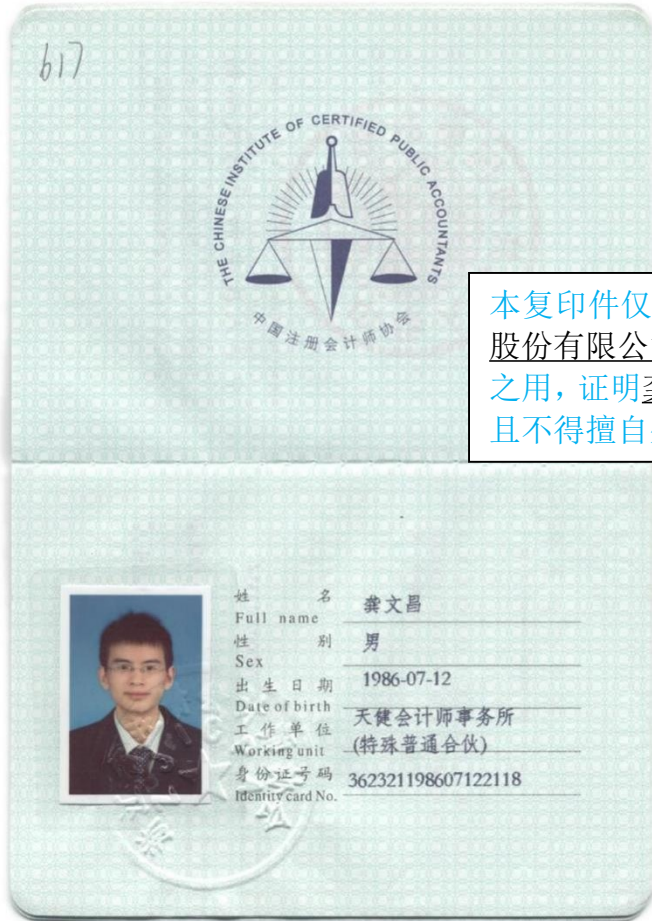 617
THE CHINESE INSTITUTE OF CERTIFIED PUBLIC ACCOUNTANTS
中国注册会计师协会
本复印件仅
股份有限公
之用，证明
且不得擅自
姓 名
Full name
龚文昌
性 别
Sex
男
出 生 日 期
Date of birth
1986-07-12
工 作 单 位
Working unit
天健会计师事务所
(特殊普通合伙)
身份证号码
Identity card No.
362321198607122118